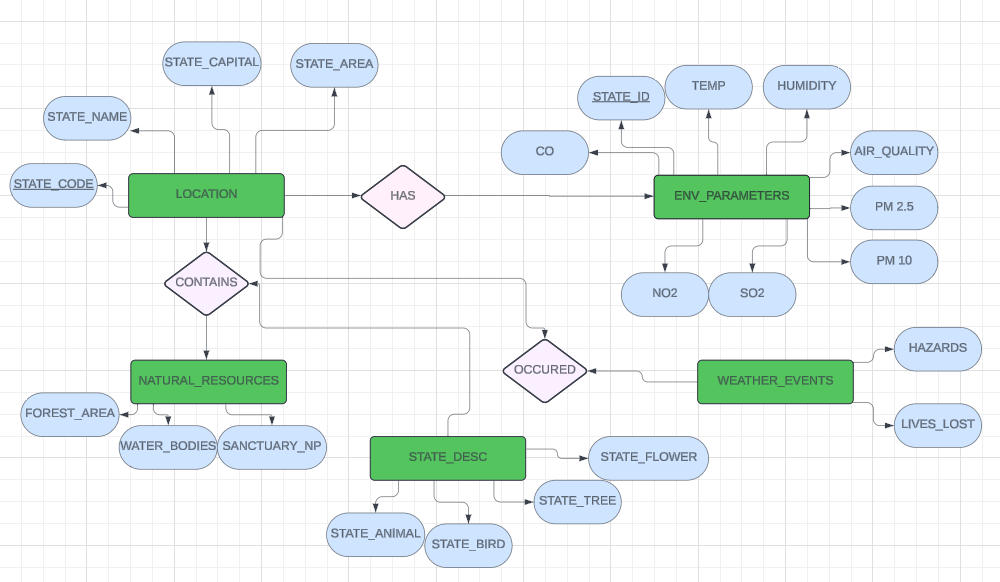 STATE_CAPITAL
STATE_AREA
STATE_NAME
STATE_CODE
LOCATION
HAS
STATE_ID
TEMP
HUMIDITY
CO
AIR_QUALITY
ENV_PARAMETERS
PM 2.5
PM 10
NO2
SO2
CONTAINS
NATURAL_RESOURCES
FOREST_AREA
WATER_BODIES
SANCTUARY_NP
OCCURED
WEATHER_EVENTS
HAZARDS
LIVES_LOST
STATE_DESC
STATE_FLOWER
STATE_TREE
STATE_ANIMAL
STATE_BIRD